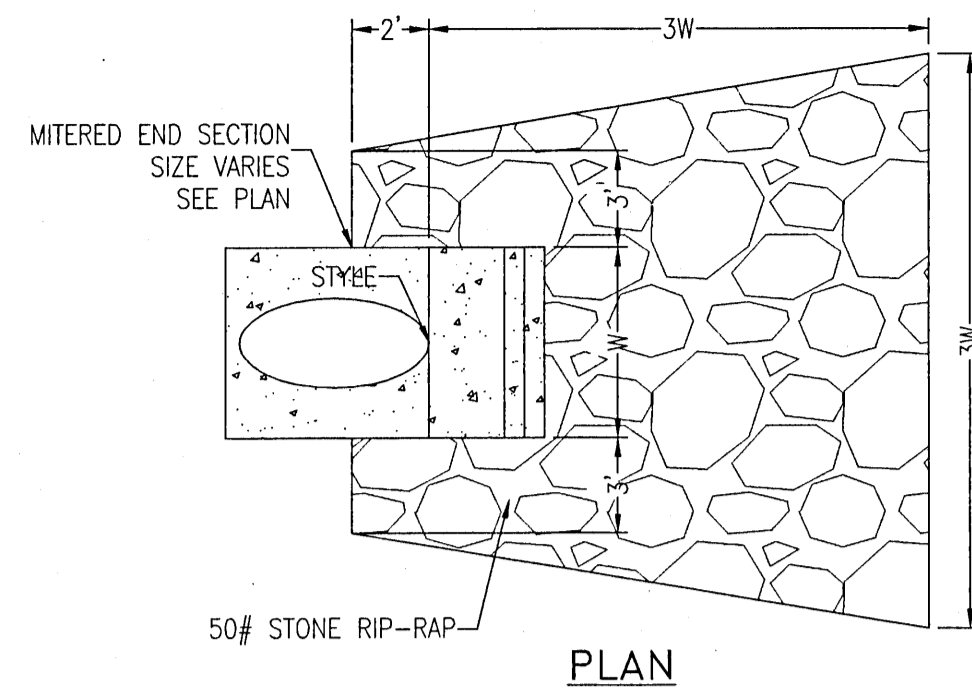 2'
3W
MITERED END SECTION
SIZE VARIES
SEE PLAN
3'
STYLE
W
3W
3'
50# STONE RIP-RAP
PLAN